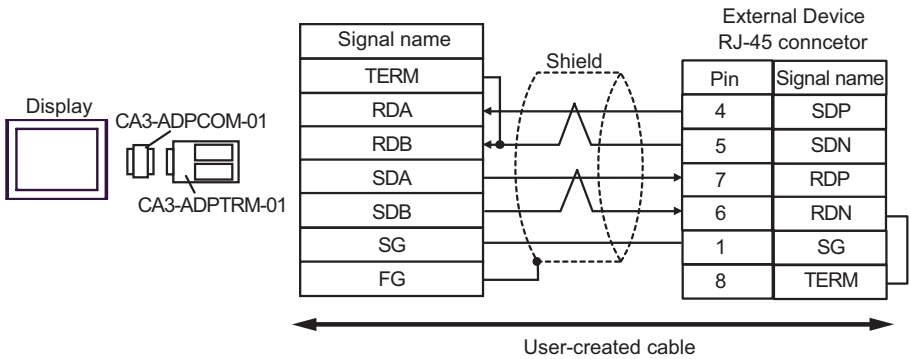 External Device
RJ-45 conncetor
Signal name
Shield
Pin Signal name
TERM
Display
CA3-ADPCOM-01
RDA
4 SDP
RDB
5 SDN
SDA
7 RDP
CA3-ADPTRM-01
SDB
6 RDN
SG
1 SG
FG
8 TERM
User-created cable